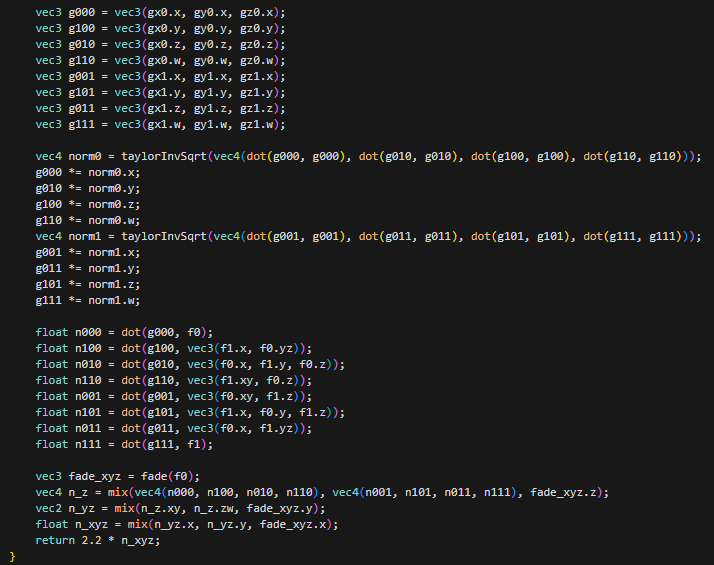 vec3 g000 = vec3(gx0.x, gy0.x, gz0.x);
vec3 g100 = vec3(gx0.y, gy0.y, gz0.y);
vec3 g010 = vec3(gx0.z, gy0.z, gz0.z);
vec3 g110 = vec3(gx0.w, gy0.w, gz0.w);
vec3 g001 = vec3(gx1.x, gy1.x, gz1.x);
vec3 g101 = vec3(gx1.y, gy1.y, gz1.y);
vec3 g011 = vec3(gx1.z, gy1.z, gz1.z);
vec3 g111 = vec3(gx1.w, gy1.w, gz1.w);
vec4 norm0 = taylorInvSqrt(vec4(dot(g000, g000), dot(g010, g010), dot(g100, g100), dot(g110, g110)));
g000 *= norm0.x;
g010 *= norm0.y;
g100 *= norm0.z;
g110 *= norm0.w;
vec4 norm1 = taylorInvSqrt(vec4(dot(g001, g001), dot(g011, g011), dot(g101, g101), dot(g111, g111)));
g001 *= norm1.x;
g011 *= norm1.y;
g101 *= norm1.z;
g111 *= norm1.w;
float n000 = dot(g000, f0);
float n100 = dot(g100, vec3(f1.x, f0.yz));
float n010 = dot(g010, vec3(f0.x, f1.y, f0.z));
float n110 = dot(g110, vec3(f1.xy, f0.z));
float n001 = dot(g001, vec3(f0.xy, f1.z));
float n101 = dot(g101, vec3(f1.x, f0.y, f1.z));
float n011 = dot(g011, vec3(f0.x, f1.yz));
float n111 = dot(g111, f1);
vec3 fade_xyz = fade(f0);
vec4 n_z = mix(vec4(n000, n100, n010, n110), vec4(n001, n101, n011, n111), fade_xyz.z);
vec2 n_yz = mix(n_z.xy, n_z.zw, fade_xyz.y);
float n_xyz = mix(n_yz.x, n_yz.y, fade_xyz.x);
return 2.2 * n_xyz;
}